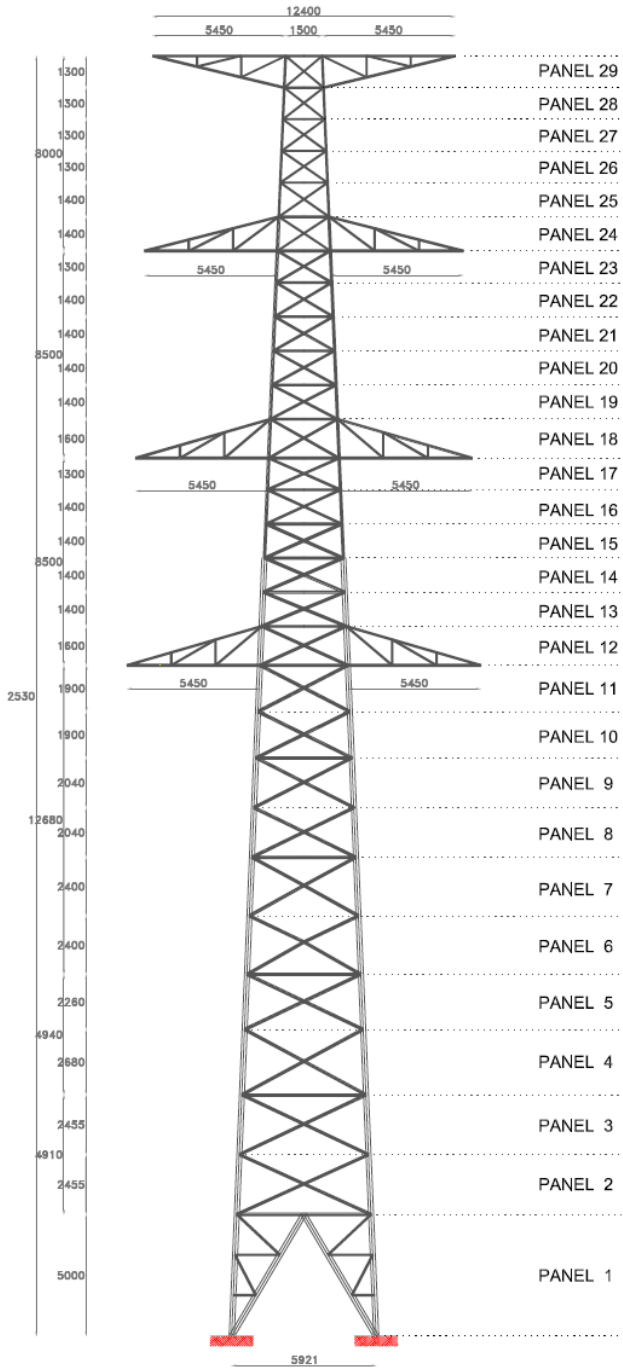 12400
5450 1500 5450
1300 PANEL 29
1300 PANEL 28
1300 PANEL 27
8000
1300 PANEL 26
1400 PANEL 25
1400 PANEL 24
1300 PANEL 23
5450 5450
1400 PANEL 22
1400 PANEL 21
8500
1400 PANEL 20
1400 PANEL 19
1600 PANEL 18
1300 PANEL 17
5450 5450
1400 PANEL 16
1400 PANEL 15
8500
1400 PANEL 14
1400 PANEL 13
1600 PANEL 12
1900 PANEL 11
5450 5450
2530
1900 PANEL 10
2040 PANEL 9
12680
2040 PANEL 8
2400 PANEL 7
2400 PANEL 6
2260 PANEL 5
4940
2680 PANEL 4
2455 PANEL 3
4910
2455 PANEL 2
5000 PANEL 1
5921